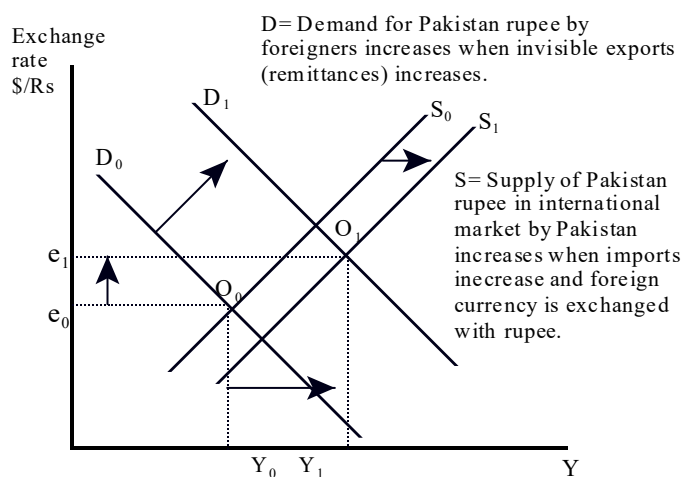 D= Demand for Pakistan rupee by
foreigners increases when invisible exports
(remittances) increases.
Exchange
rate
$/Rs
D₁
S₀
S₁
D₀
S= Supply of Pakistan
rupee in international
market by Pakistan
increases when imports
inecrease and foreign
currency is exchanged
with rupee.
O₁
e₁
O₀
e₀
Y₀ Y₁
Y